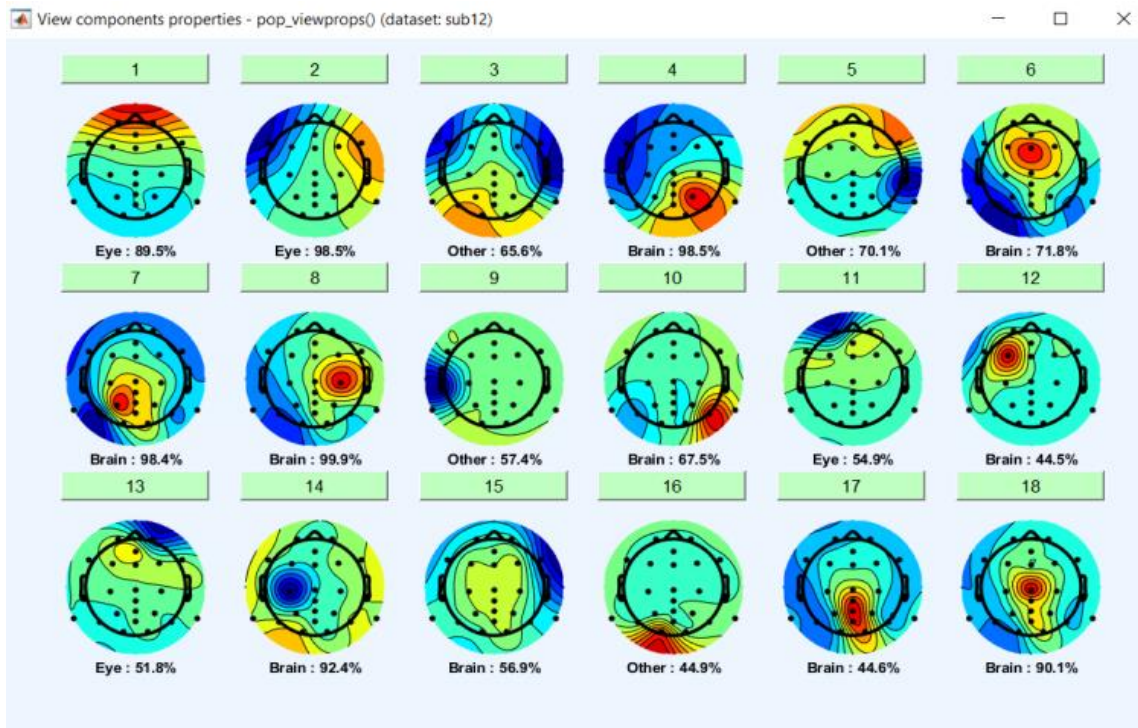 View components properties - pop_viewprops() (dataset: sub12)
1 2 3 4 5 6
Eye : 89.5% Eye : 98.5% Other : 65.6% Brain : 98.5% Other : 70.1% Brain : 71.8%
7 8 9 10 11 12
Brain : 98.4% Brain : 99.9% Other : 57.4% Brain : 67.5% Eye : 54.9% Brain : 44.5%
13 14 15 16 17 18
Eye : 51.8% Brain : 92.4% Brain : 56.9% Other : 44.9% Brain : 44.6% Brain : 90.1%